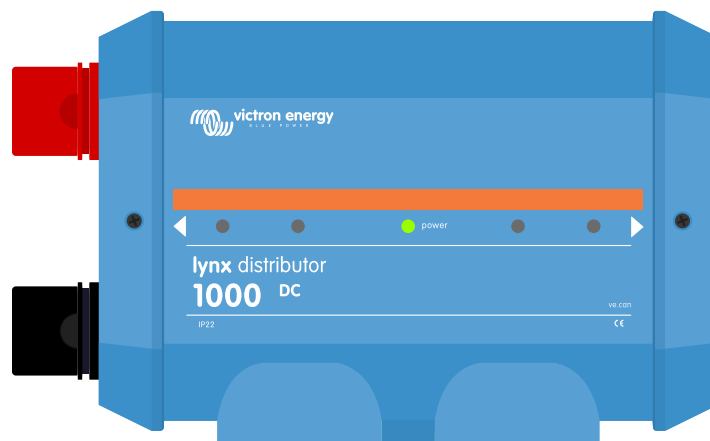 victron energy
BLUE POWER
power
lynx distributor
1000 DC
ve.can
IP22
CE